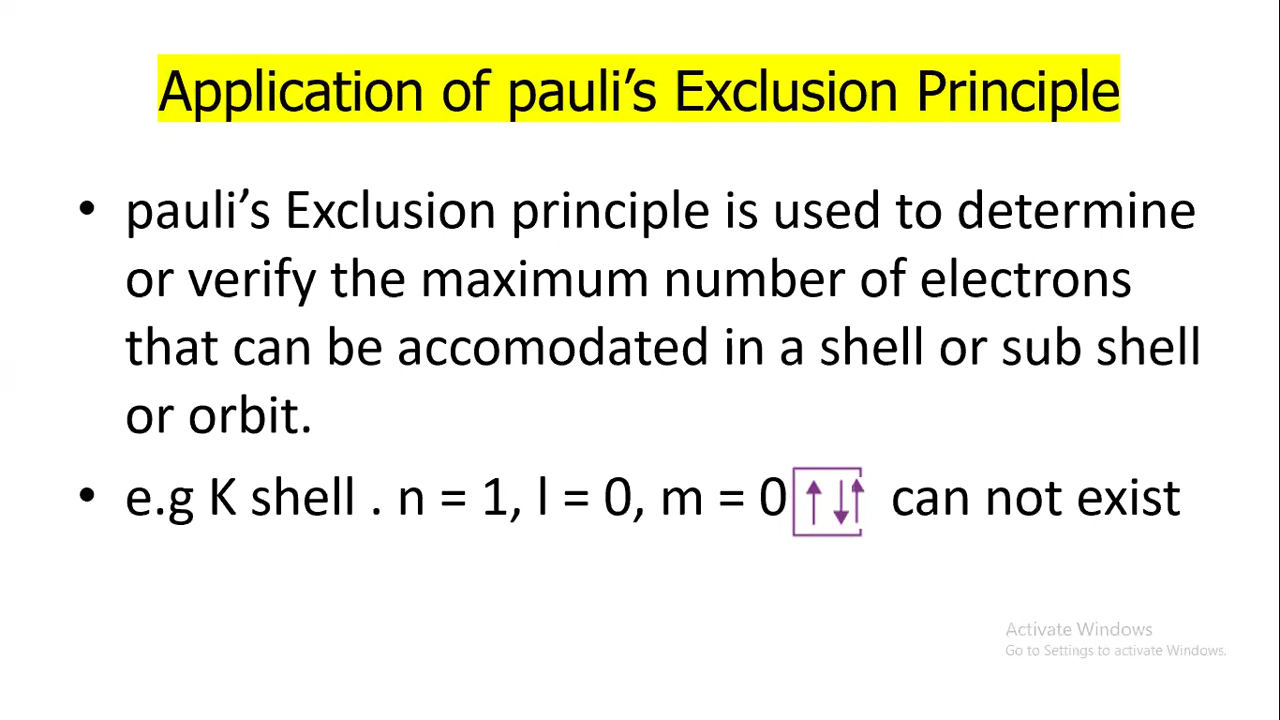 Application of pauli’s Exclusion Principle
• pauli’s Exclusion principle is used to determine
or verify the maximum number of electrons
that can be accomodated in a shell or sub shell
or orbit.
• e.g K shell . n = 1, l = 0, m = 0 ↑ ↓↑ can not exist
Activate Windows
Go to Settings to activate Windows.